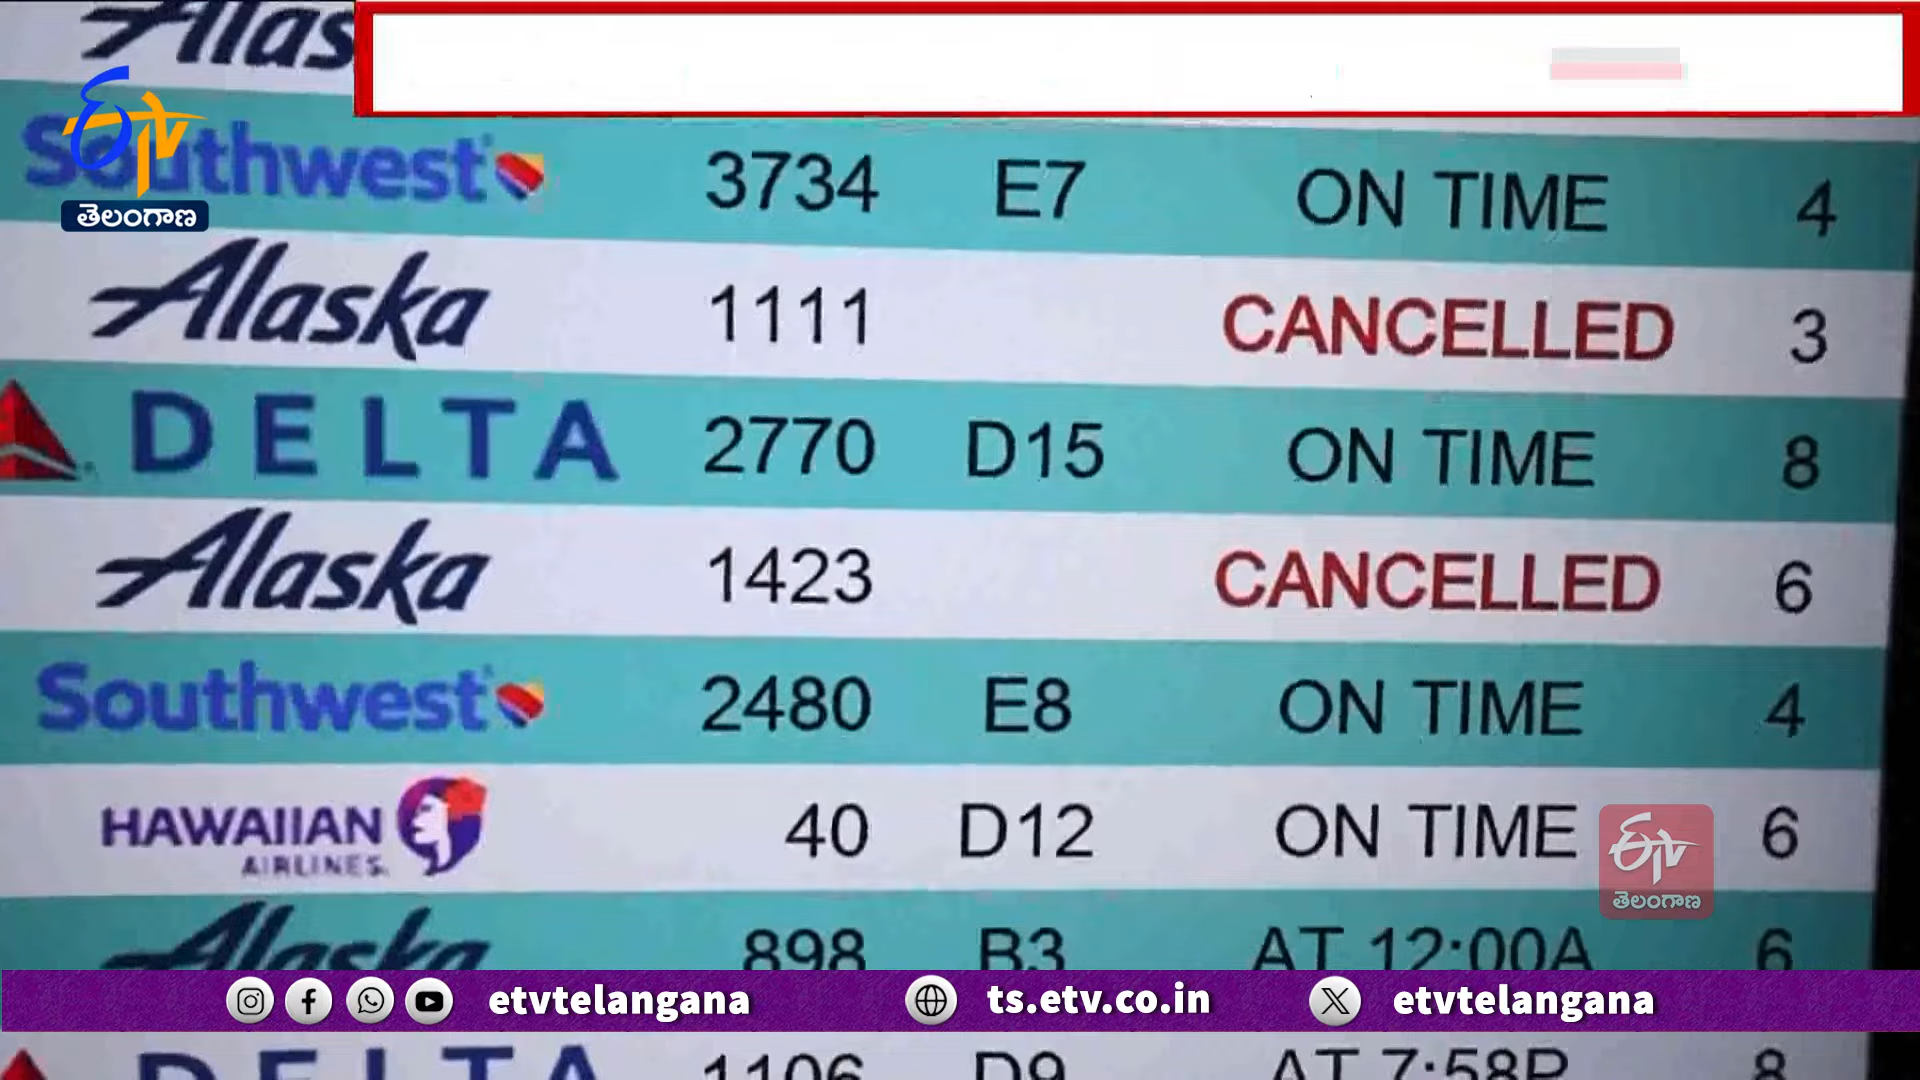 Alas
Southwest 3734 E7 ON TIME 4
ETV
తెలంగాణ
Alaska 1111 CANCELLED 3
DELTA 2770 D15 ON TIME 8
Alaska 1423 CANCELLED 6
Southwest 2480 E8 ON TIME 4
HAWAIIAN AIRLINES 40 D12 ON TIME 6
ETV
తెలంగాణ
Alaska 898 B3 AT 12:00A 6
etvtelangana ts.etv.co.in etvtelangana
DELTA 1106 D9 AT 7:58P 8